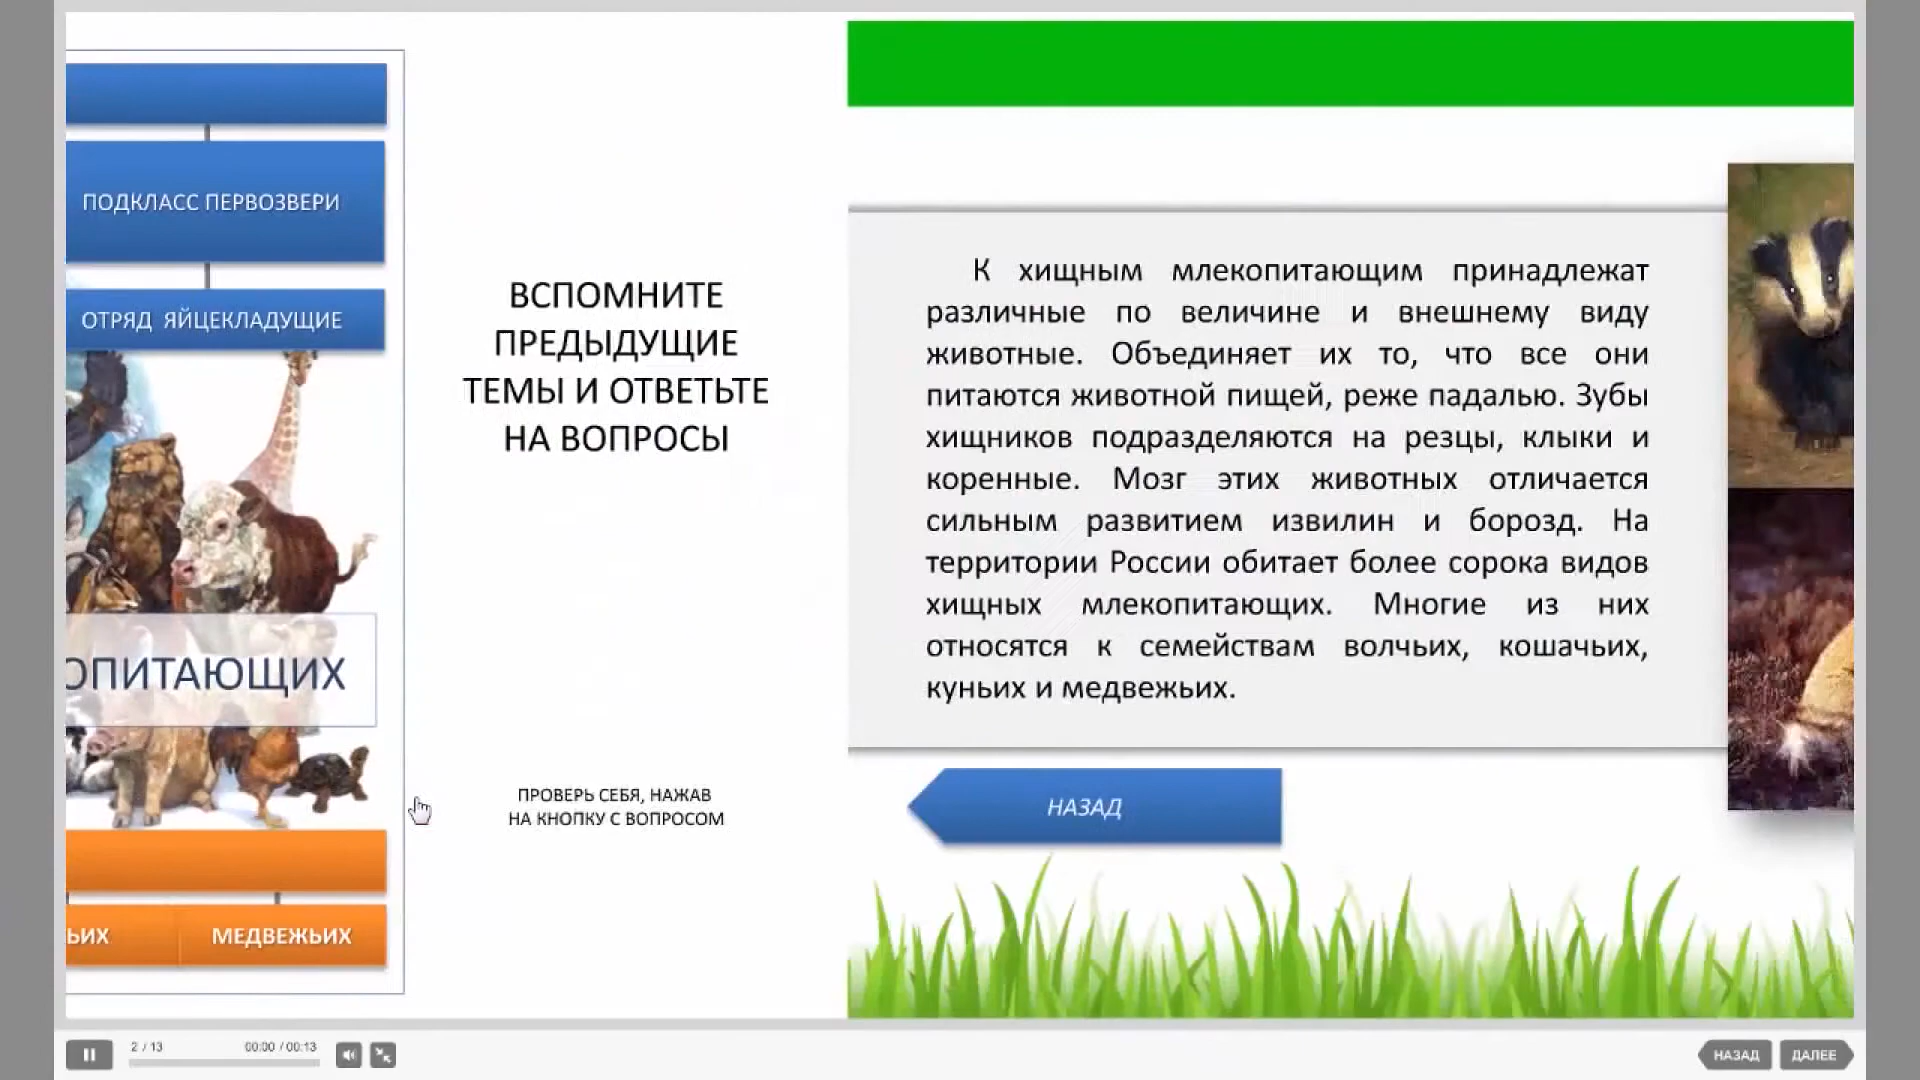 ПОДКЛАСС ПЕРВОЗВЕРИ
ОТРЯД ЯЙЦЕКЛАДУЩИЕ
ОПИТАЮЩИХ
ЬИХ
МЕДВЕЖЬИХ
ВСПОМНИТЕ
ПРЕДЫДУЩИЕ
ТЕМЫ И ОТВЕТЬТЕ
НА ВОПРОСЫ
ПРОВЕРЬ СЕБЯ, НАЖАВ
НА КНОПКУ С ВОПРОСОМ
К хищным млекопитающим принадлежат
различные по величине и внешнему виду
животные. Объединяет их то, что все они
питаются животной пищей, реже падалью. Зубы
хищников подразделяются на резцы, клыки и
коренные. Мозг этих животных отличается
сильным развитием извилин и борозд. На
территории России обитает более сорока видов
хищных млекопитающих. Многие из них
относятся к семействам волчьих, кошачьих,
куньих и медвежьих.
НАЗАД
2 / 13
00:00 / 00:13
НАЗАД
ДАЛЕЕ